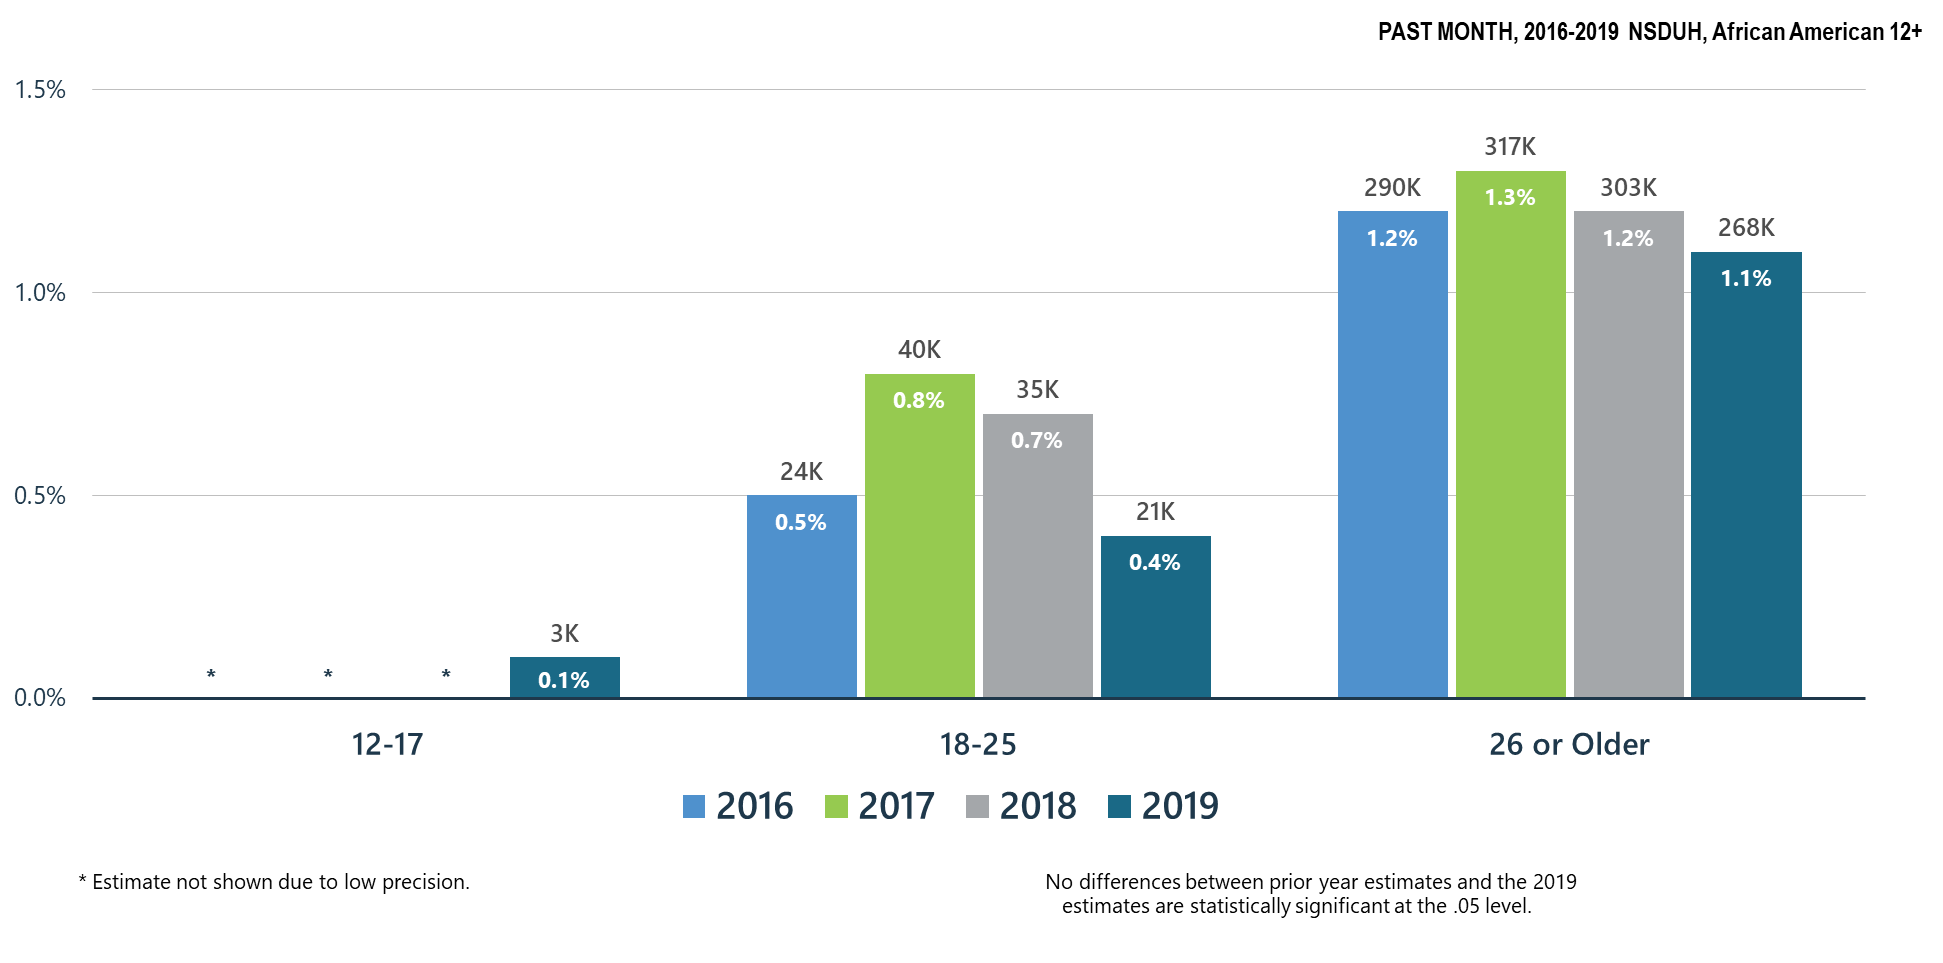 PAST MONTH, 2016-2019 NSDUH, African American 12+
1.5%
1.0%
0.5%
0.0%
* * * 3K
0.1%
24K
0.5%
40K
0.8%
35K
0.7%
21K
0.4%
290K
1.2%
317K
1.3%
303K
1.2%
268K
1.1%
12-17 18-25 26 or Older
2016 2017 2018 2019
* Estimate not shown due to low precision.
No differences between prior year estimates and the 2019
estimates are statistically significant at the .05 level.